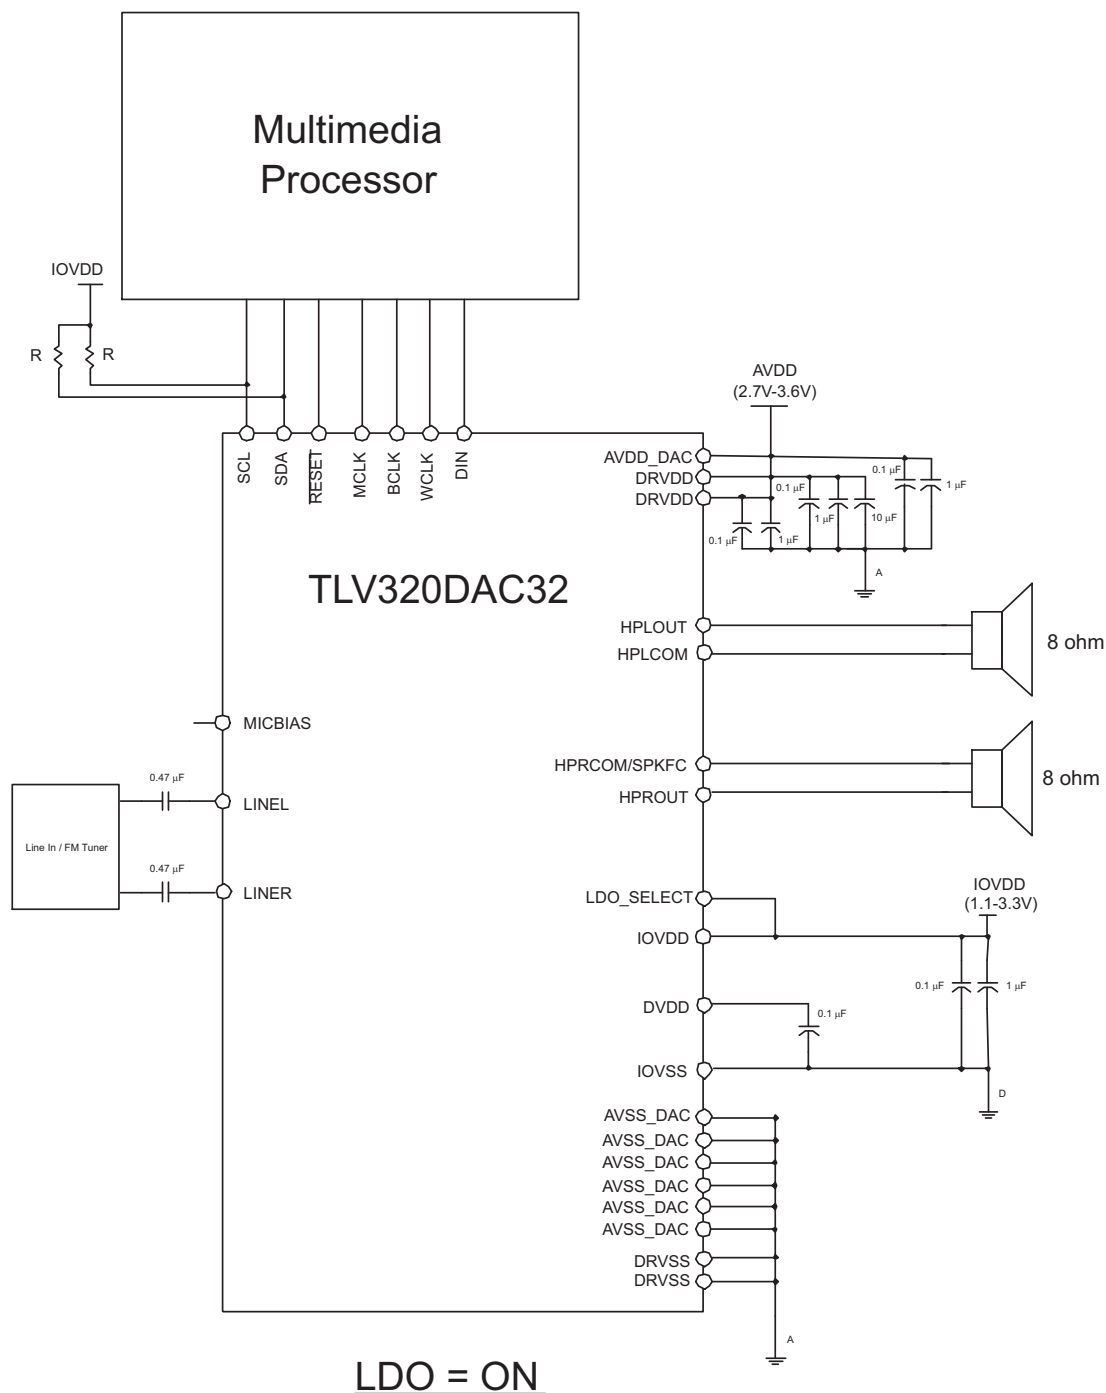 Multimedia
Processor
IOVDD
R
R
SCL
SDA
RESET
MCLK
BCLK
WCLK
DIN
AVDD
(2.7V-3.6V)
AVDD_DAC
DRVDD
DRVDD
0.1 µF
1 µF
0.1 µF
1 µF
10 µF
0.1 µF
1 µF
A
TLV320DAC32
HPLOUT
HPLCOM
8 ohm
MICBIAS
HPRCOM/SPKFC
HPROUT
8 ohm
0.47 µF
LINEL
Line In / FM Tuner
0.47 µF
LINER
LDO_SELECT
IOVDD
IOVDD
(1.1-3.3V)
0.1 µF
1 µF
DVDD
0.1 µF
IOVSS
D
AVSS_DAC
AVSS_DAC
AVSS_DAC
AVSS_DAC
AVSS_DAC
AVSS_DAC
DRVSS
DRVSS
A
LDO = ON